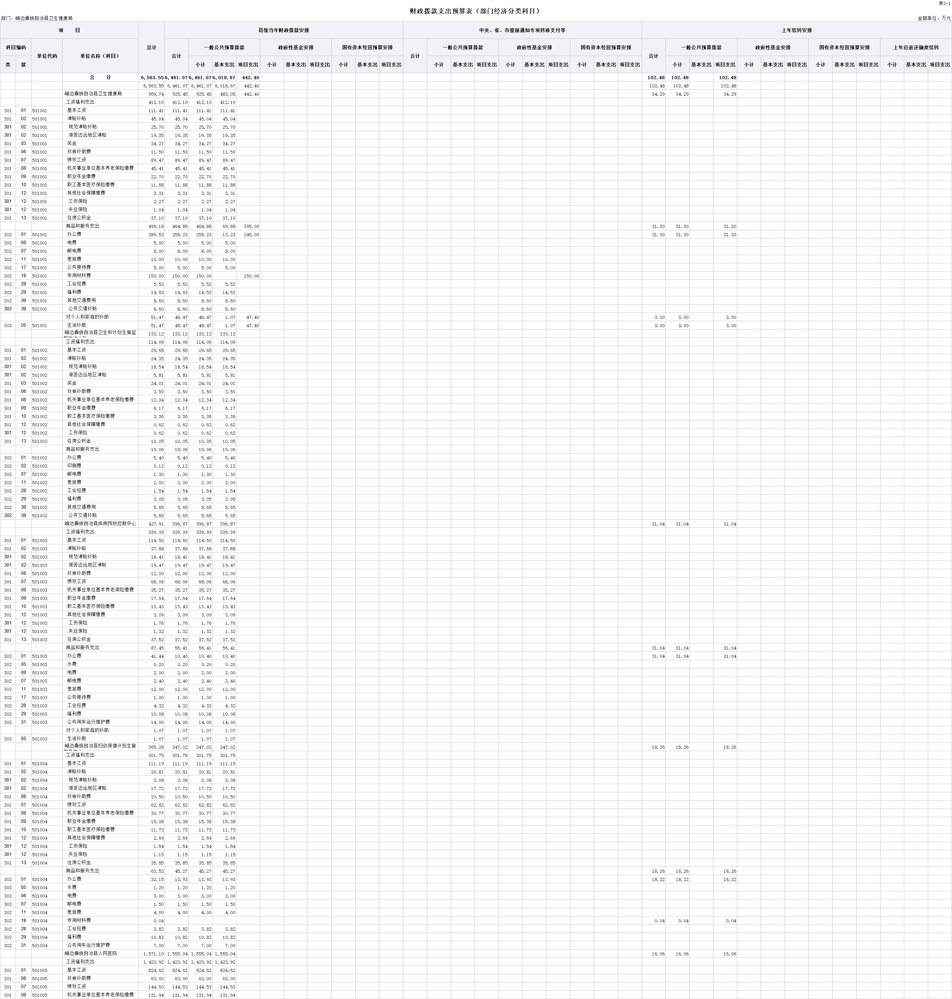 表2-1
财政拨款支出预算表（部门经济分类科目）
部门：峨边彝族自治县卫生健康局 金额单位：万元
项 目 总计 县级当年财政拨款安排 中央、省、市提前通知专项转移支付等 上年结转安排
科目编码 单位代码 单位名称（科目） 合计 一般公共预算拨款 政府性基金安排 国有资本经营预算安排 合计 一般公共预算拨款 政府性基金安排 国有资本经营预算安排 合计 一般公共预算拨款 政府性基金安排 国有资本经营预算安排 上年应返还额度结转
类 款 小计 基本支出 项目支出 小计 基本支出 项目支出 小计 基本支出 项目支出 小计 基本支出 项目支出 小计 基本支出 项目支出 小计 基本支出 项目支出 小计 基本支出 项目支出 小计 基本支出 项目支出 小计 基本支出 项目支出 小计 基本支出 项目支出
合 计 6,563.55 6,461.07 6,461.07 6,018.67 442.40 102.48 102.48 102.48
6,563.55 6,461.07 6,461.07 6,018.67 442.40 102.48 102.48 102.48
峨边彝族自治县卫生健康局 959.74 925.45 925.45 483.05 442.40 34.29 34.29 34.29
工资福利支出 412.10 412.10 412.10 412.10
301 01 501001 基本工资 111.41 111.41 111.41 111.41
301 02 501001 津贴补贴 45.04 45.04 45.04 45.04
301 02 501001 规范津贴补贴 25.70 25.70 25.70 25.70
301 02 501001 艰苦边远地区津贴 19.35 19.35 19.35 19.35
301 03 501001 奖金 34.27 34.27 34.27 34.27
301 06 501001 伙食补助费 11.50 11.50 11.50 11.50
301 07 501001 绩效工资 89.47 89.47 89.47 89.47
301 08 501001 机关事业单位基本养老保险缴费 45.41 45.41 45.41 45.41
301 09 501001 职业年金缴费 22.70 22.70 22.70 22.70
301 10 501001 职工基本医疗保险缴费 11.88 11.88 11.88 11.88
301 12 501001 其他社会保障缴费 3.31 3.31 3.31 3.31
301 12 501001 工伤保险 2.27 2.27 2.27 2.27
301 12 501001 失业保险 1.04 1.04 1.04 1.04
301 13 501001 住房公积金 37.10 37.10 37.10 37.10
商品和服务支出 496.18 464.88 464.88 69.88 395.00 31.30 31.30 31.30
302 01 501001 办公费 289.52 258.23 258.23 13.23 245.00 31.30 31.30 31.30
302 06 501001 电费 5.00 5.00 5.00 5.00
302 07 501001 邮电费 8.00 8.00 8.00 8.00
302 11 501001 差旅费 10.00 10.00 10.00 10.00
302 17 501001 公务接待费 5.00 5.00 5.00 5.00
302 18 501001 专用材料费 150.00 150.00 150.00 150.00
302 28 501001 工会经费 5.52 5.52 5.52 5.52
302 29 501001 福利费 14.53 14.53 14.53 14.53
302 39 501001 其他交通费用 8.60 8.60 8.60 8.60
302 39 501001 公务交通补贴 8.60 8.60 8.60 8.60
对个人和家庭的补助 51.47 48.47 48.47 1.07 47.40 3.00 3.00 3.00
303 05 501001 生活补助 51.47 48.47 48.47 1.07 47.40 3.00 3.00 3.00
峨边彝族自治县卫生和计划生育监 133.12 133.12 133.12 133.12
工资福利支出 114.06 114.06 114.06 114.06
301 01 501002 基本工资 29.65 29.65 29.65 29.65
301 02 501002 津贴补贴 24.35 24.35 24.35 24.35
301 02 501002 规范津贴补贴 18.54 18.54 18.54 18.54
301 02 501002 艰苦边远地区津贴 5.81 5.81 5.81 5.81
301 03 501002 奖金 24.01 24.01 24.01 24.01
301 06 501002 伙食补助费 3.50 3.50 3.50 3.50
301 08 501002 机关事业单位基本养老保险缴费 12.34 12.34 12.34 12.34
301 09 501002 职业年金缴费 6.17 6.17 6.17 6.17
301 10 501002 职工基本医疗保险缴费 3.36 3.36 3.36 3.36
301 12 501002 其他社会保障缴费 0.62 0.62 0.62 0.62
301 12 501002 工伤保险 0.62 0.62 0.62 0.62
301 13 501002 住房公积金 10.05 10.05 10.05 10.05
商品和服务支出 19.06 19.06 19.06 19.06
302 01 501002 办公费 5.40 5.40 5.40 5.40
302 02 501002 印刷费 0.12 0.12 0.12 0.12
302 07 501002 邮电费 1.30 1.30 1.30 1.30
302 11 501002 差旅费 2.00 2.00 2.00 2.00
302 28 501002 工会经费 1.54 1.54 1.54 1.54
302 29 501002 福利费 3.05 3.05 3.05 3.05
302 39 501002 其他交通费用 5.65 5.65 5.65 5.65
302 39 501002 公务交通补贴 5.65 5.65 5.65 5.65
峨边彝族自治县疾病预防控制中心 427.91 396.87 396.87 396.87 31.04 31.04 31.04
工资福利支出 339.39 339.39 339.39 339.39
301 01 501003 基本工资 114.50 114.50 114.50 114.50
301 02 501003 津贴补贴 37.88 37.88 37.88 37.88
301 02 501003 规范津贴补贴 18.41 18.41 18.41 18.41
301 02 501003 艰苦边远地区津贴 19.47 19.47 19.47 19.47
301 06 501003 伙食补助费 12.00 12.00 12.00 12.00
301 07 501003 绩效工资 68.06 68.06 68.06 68.06
301 08 501003 机关事业单位基本养老保险缴费 35.27 35.27 35.27 35.27
301 09 501003 职业年金缴费 17.64 17.64 17.64 17.64
301 10 501003 职工基本医疗保险缴费 13.43 13.43 13.43 13.43
301 12 501003 其他社会保障缴费 3.09 3.09 3.09 3.09
301 12 501003 工伤保险 1.76 1.76 1.76 1.76
301 12 501003 失业保险 1.32 1.32 1.32 1.32
301 13 501003 住房公积金 37.52 37.52 37.52 37.52
商品和服务支出 87.45 56.41 56.41 56.41 31.04 31.04 31.04
302 01 501003 办公费 41.44 10.40 10.40 10.40 31.04 31.04 31.04
302 05 501003 水费 0.20 0.20 0.20 0.20
302 06 501003 电费 2.00 2.00 2.00 2.00
302 07 501003 邮电费 2.40 2.40 2.40 2.40
302 11 501003 差旅费 12.00 12.00 12.00 12.00
302 17 501003 公务接待费 1.00 1.00 1.00 1.00
302 28 501003 工会经费 4.32 4.32 4.32 4.32
302 29 501003 福利费 10.08 10.08 10.08 10.08
302 31 501003 公务用车运行维护费 14.00 14.00 14.00 14.00
对个人和家庭的补助 1.07 1.07 1.07 1.07
303 05 501003 生活补助 1.07 1.07 1.07 1.07
峨边彝族自治县妇幼保健计划生育 365.28 347.02 347.02 347.02 18.26 18.26 18.26
工资福利支出 301.75 301.75 301.75 301.75
301 01 501004 基本工资 111.19 111.19 111.19 111.19
301 02 501004 津贴补贴 20.81 20.81 20.81 20.81
301 02 501004 规范津贴补贴 3.08 3.08 3.08 3.08
301 02 501004 艰苦边远地区津贴 17.72 17.72 17.72 17.72
301 06 501004 伙食补助费 10.50 10.50 10.50 10.50
301 07 501004 绩效工资 62.82 62.82 62.82 62.82
301 08 501004 机关事业单位基本养老保险缴费 30.77 30.77 30.77 30.77
301 09 501004 职业年金缴费 15.38 15.38 15.38 15.38
301 10 501004 职工基本医疗保险缴费 11.73 11.73 11.73 11.73
301 12 501004 其他社会保障缴费 2.69 2.69 2.69 2.69
301 12 501004 工伤保险 1.54 1.54 1.54 1.54
301 12 501004 失业保险 1.15 1.15 1.15 1.15
301 13 501004 住房公积金 35.85 35.85 35.85 35.85
商品和服务支出 63.53 45.27 45.27 45.27 18.26 18.26 18.26
302 01 501004 办公费 32.15 13.93 13.93 13.93 18.22 18.22 18.22
302 05 501004 水费 1.20 1.20 1.20 1.20
302 06 501004 电费 3.00 3.00 3.00 3.00
302 07 501004 邮电费 1.50 1.50 1.50 1.50
302 11 501004 差旅费 4.00 4.00 4.00 4.00
302 18 501004 专用材料费 0.04 0.04 0.04 0.04
302 28 501004 工会经费 3.82 3.82 3.82 3.82
302 29 501004 福利费 10.82 10.82 10.82 10.82
302 31 501004 公务用车运行维护费 7.00 7.00 7.00 7.00
峨边彝族自治县人民医院 1,571.10 1,555.04 1,555.04 1,555.04 16.06 16.06 16.06
工资福利支出 1,423.92 1,423.92 1,423.92 1,423.92
301 01 501005 基本工资 824.62 824.62 824.62 824.62
301 06 501005 伙食补助费 63.00 63.00 63.00 63.00
301 07 501005 绩效工资 144.53 144.53 144.53 144.53
301 08 501005 机关事业单位基本养老保险缴费 131.94 131.94 131.94 131.94